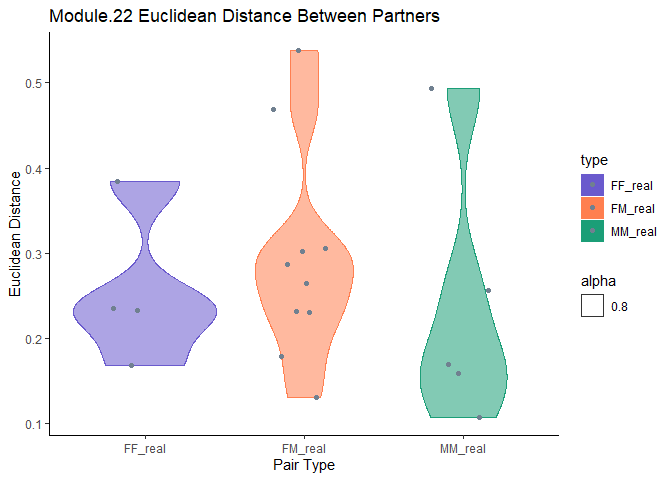 Module.22 Euclidean Distance Between Partners
Euclidean Distance
0.5
0.4
0.3
0.2
0.1
FF_real
FM_real
MM_real
Pair Type
type
FF_real
FM_real
MM_real
alpha
0.8